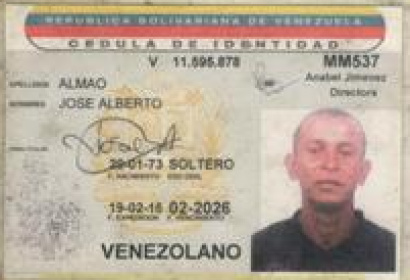 REPUBLICA BOLIVARIANA DE VENEZUELA
CEDULA DE IDENTIDAD
V 11.595.878 MM537
Anabel Jimenez
Directora
APELLIDOS ALMAO
NOMBRES JOSE ALBERTO
29-01-73 SOLTERO
F. NACIMIENTO EDO CIVIL
19-02-16 02-2026
F. EXPEDICION F. VENCIMIENTO
VENEZOLANO